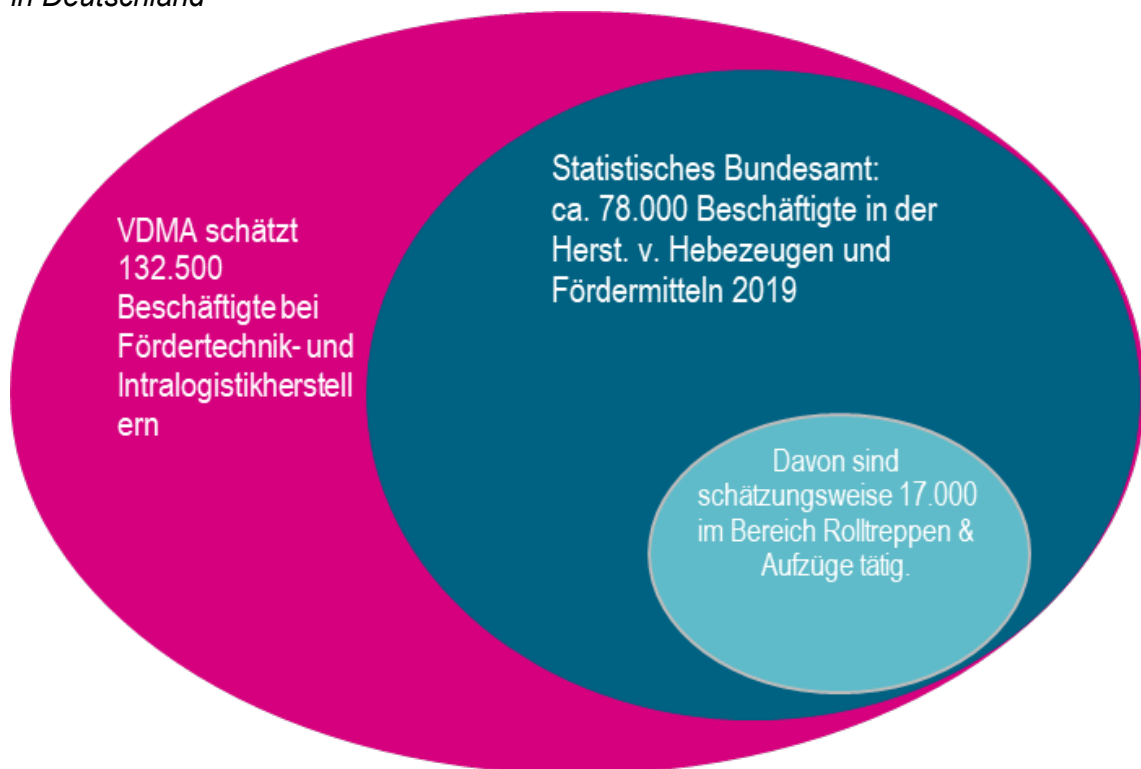 in Deutschland
VDMA schätzt
132.500
Beschäftigte bei
Fördertechnik- und
Intralogistikherstell
ern
Statistisches Bundesamt:
ca. 78.000 Beschäftigte in der
Herst. v. Hebezeugen und
Fördermitteln 2019
Davon sind
schätzungsweise 17.000
im Bereich Rolltreppen &
Aufzüge tätig.